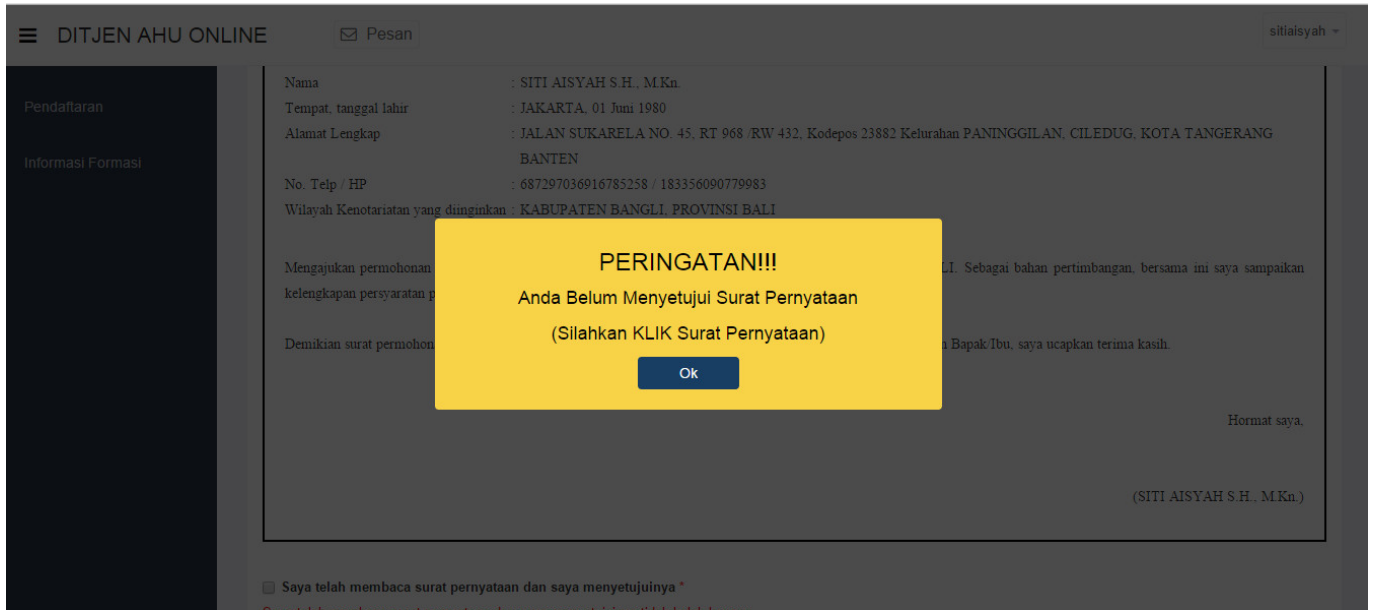 DITJEN AHU ONLINE
Pesan
sitiaisyah
Pendaftaran
Informasi Formasi
Nama : SITI AISYAH S.H., M.Kn.
Tempat, tanggal lahir : JAKARTA, 01 Juni 1980
Alamat Lengkap : JALAN SUKARELA NO. 45, RT 968 /RW 432, Kodepos 23882 Kelurahan PANINGGILAN, CILEDUG, KOTA TANGERANG
BANTEN
No. Telp / HP : 687297036916785258 / 183356090779983
Wilayah Kenotariatan yang diinginkan : KABUPATEN BANGLI, PROVINSI BALI
Mengajukan permohonan LI. Sebagai bahan pertimbangan, bersama ini saya sampaikan
kelengkapan persyaratan p
Demikian surat permohon n Bapak/Ibu, saya ucapkan terima kasih.
PERINGATAN!!!
Anda Belum Menyetujui Surat Pernyataan
(Silahkan KLIK Surat Pernyataan)
Ok
Hormat saya,
(SITI AISYAH S.H., M.Kn.)
Saya telah membaca surat pernyataan dan saya menyetujuinya *